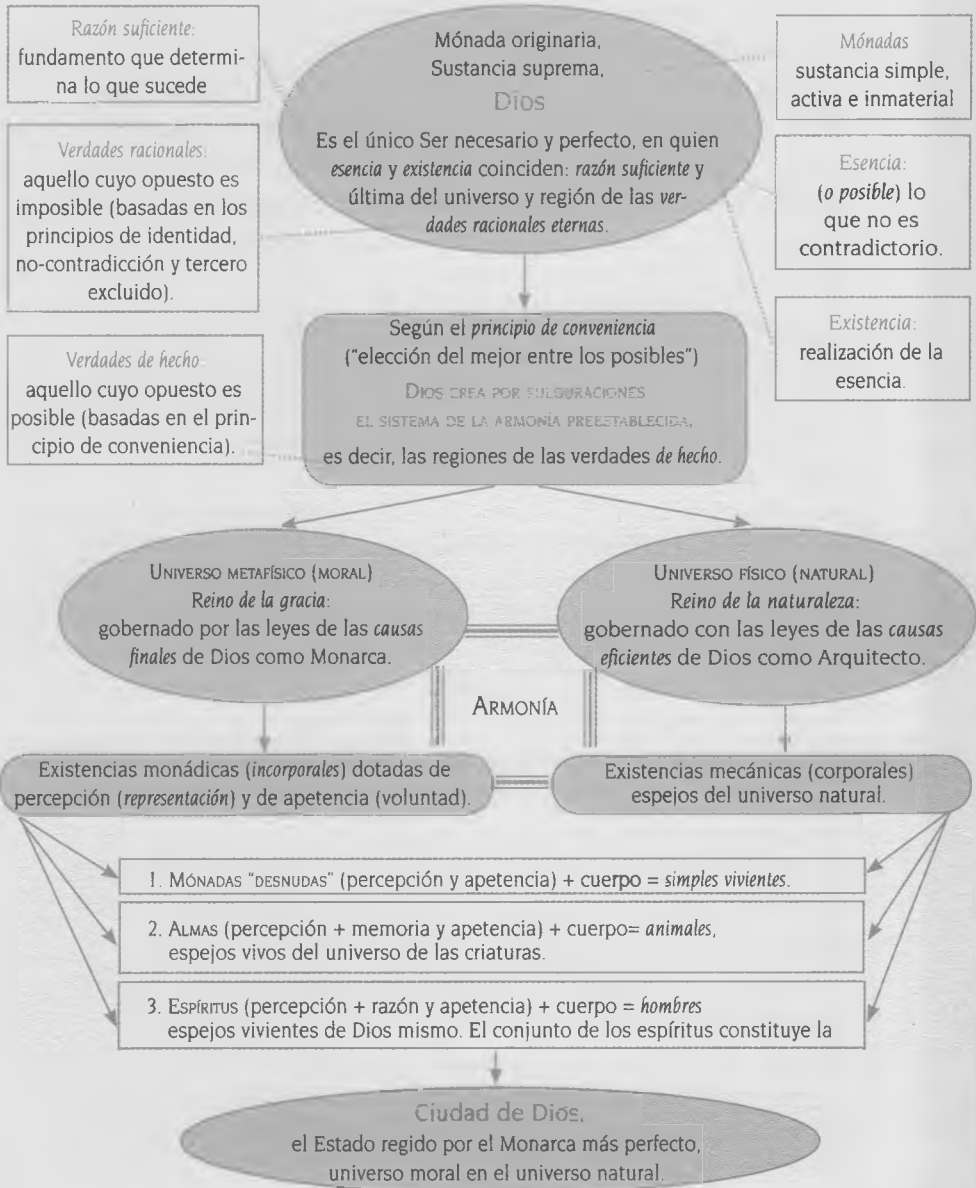 Razón suficiente:
fundamento que determi-
na lo que sucede
Verdades racionales:
aquello cuyo opuesto es
imposible (basadas en los
principios de identidad,
no-contradicción y tercero
excluido).
Verdades de hecho:
aquello cuyo opuesto es
posible (basadas en el prin-
cipio de conveniencia).
Mónada originaria,
Sustancia suprema,
Dios
Es el único Ser necesario y perfecto, en quien
esencia y existencia coinciden: razón suficiente y
última del universo y región de las ver-
dades racionales eternas.
Mónadas
sustancia simple,
activa e inmaterial
Esencia:
(o posible) lo
que no es
contradictorio.
Existencia:
realización de la
esencia.
Según el principio de conveniencia
("elección del mejor entre los posibles")
DIOS CREA POR FULGURACIONES
EL SISTEMA DE LA ARMONÍA PREESTABLECIDA,
es decir, las regiones de las verdades de hecho.
UNIVERSO METAFÍSICO (MORAL)
Reino de la gracia:
gobernado por las leyes de las causas
finales de Dios como Monarca.
UNIVERSO FÍSICO (NATURAL)
Reino de la naturaleza:
gobernado con las leyes de las causas
eficientes de Dios como Arquitecto.
ARMONÍA
Existencias monádicas (incorporales) dotadas de
percepción (representación) y de apetencia (voluntad).
Existencias mecánicas (corporales)
espejos del universo natural.
1. MÓNADAS "DESNUDAS" (percepción y apetencia) + cuerpo = simples vivientes.
2. ALMAS (percepción + memoria y apetencia) + cuerpo= animales,
espejos vivos del universo de las criaturas.
3. ESPÍRITUS (percepción + razón y apetencia) + cuerpo = hombres
espejos vivientes de Dios mismo. El conjunto de los espíritus constituye la
Ciudad de Dios,
el Estado regido por el Monarca más perfecto,
universo moral en el universo natural.